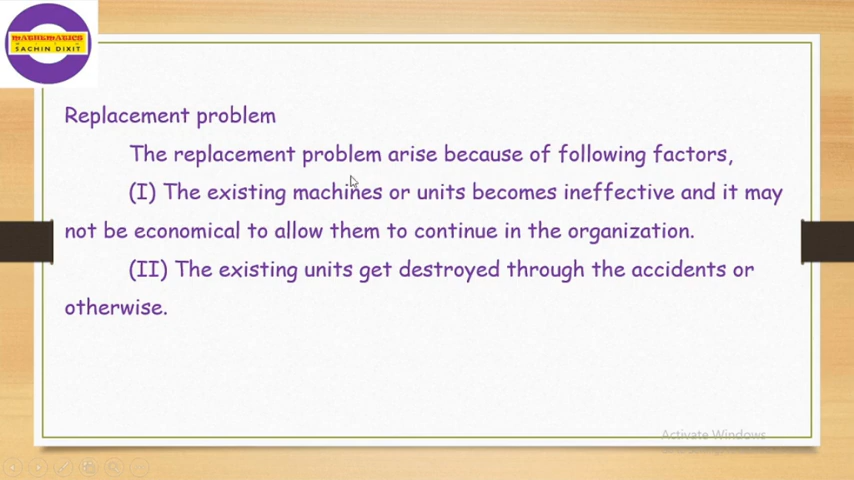 MATHEMATICS
SACHIN DIXIT
Replacement problem
The replacement problem arise because of following factors,
(I) The existing machines or units becomes ineffective and it may
not be economical to allow them to continue in the organization.
(II) The existing units get destroyed through the accidents or
otherwise.
Activate Windows